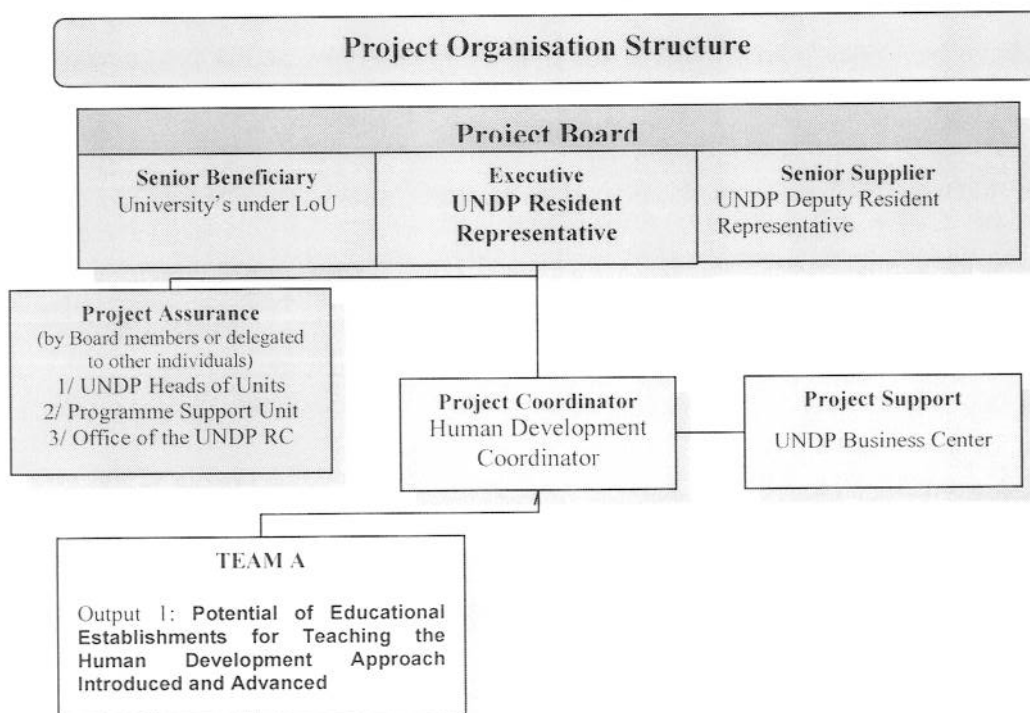 Project Organisation Structure
Project Board
Senior Beneficiary
University's under LoU
Executive
UNDP Resident
Representative
Senior Supplier
UNDP Deputy Resident
Representative
Project Assurance
(by Board members or delegated
to other individuals)
1/ UNDP Heads of Units
2/ Programme Support Unit
3/ Office of the UNDP RC
Project Coordinator
Human Development
Coordinator
Project Support
UNDP Business Center
TEAM A
Output 1: Potential of Educational
Establishments for Teaching the
Human Development Approach
Introduced and Advanced